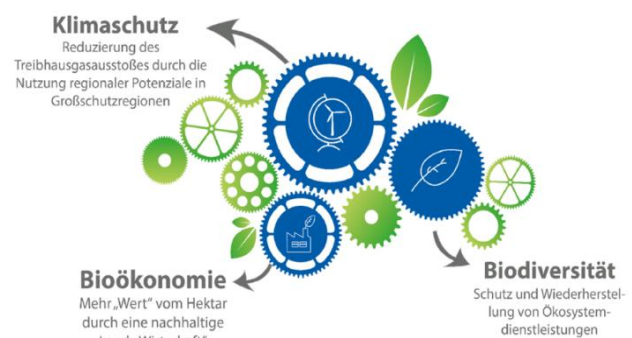 Klimaschutz
Reduzierung des
Treibhausgasausstoßes durch die
Nutzung regionaler Potenziale in
Großschutzregionen
Bioökonomie
Mehr „Wert“ vom Hektar
durch eine nachhaltige
Biodiversität
Schutz und Wiederherstel-
lung von Ökosystem-
dienstleistungen